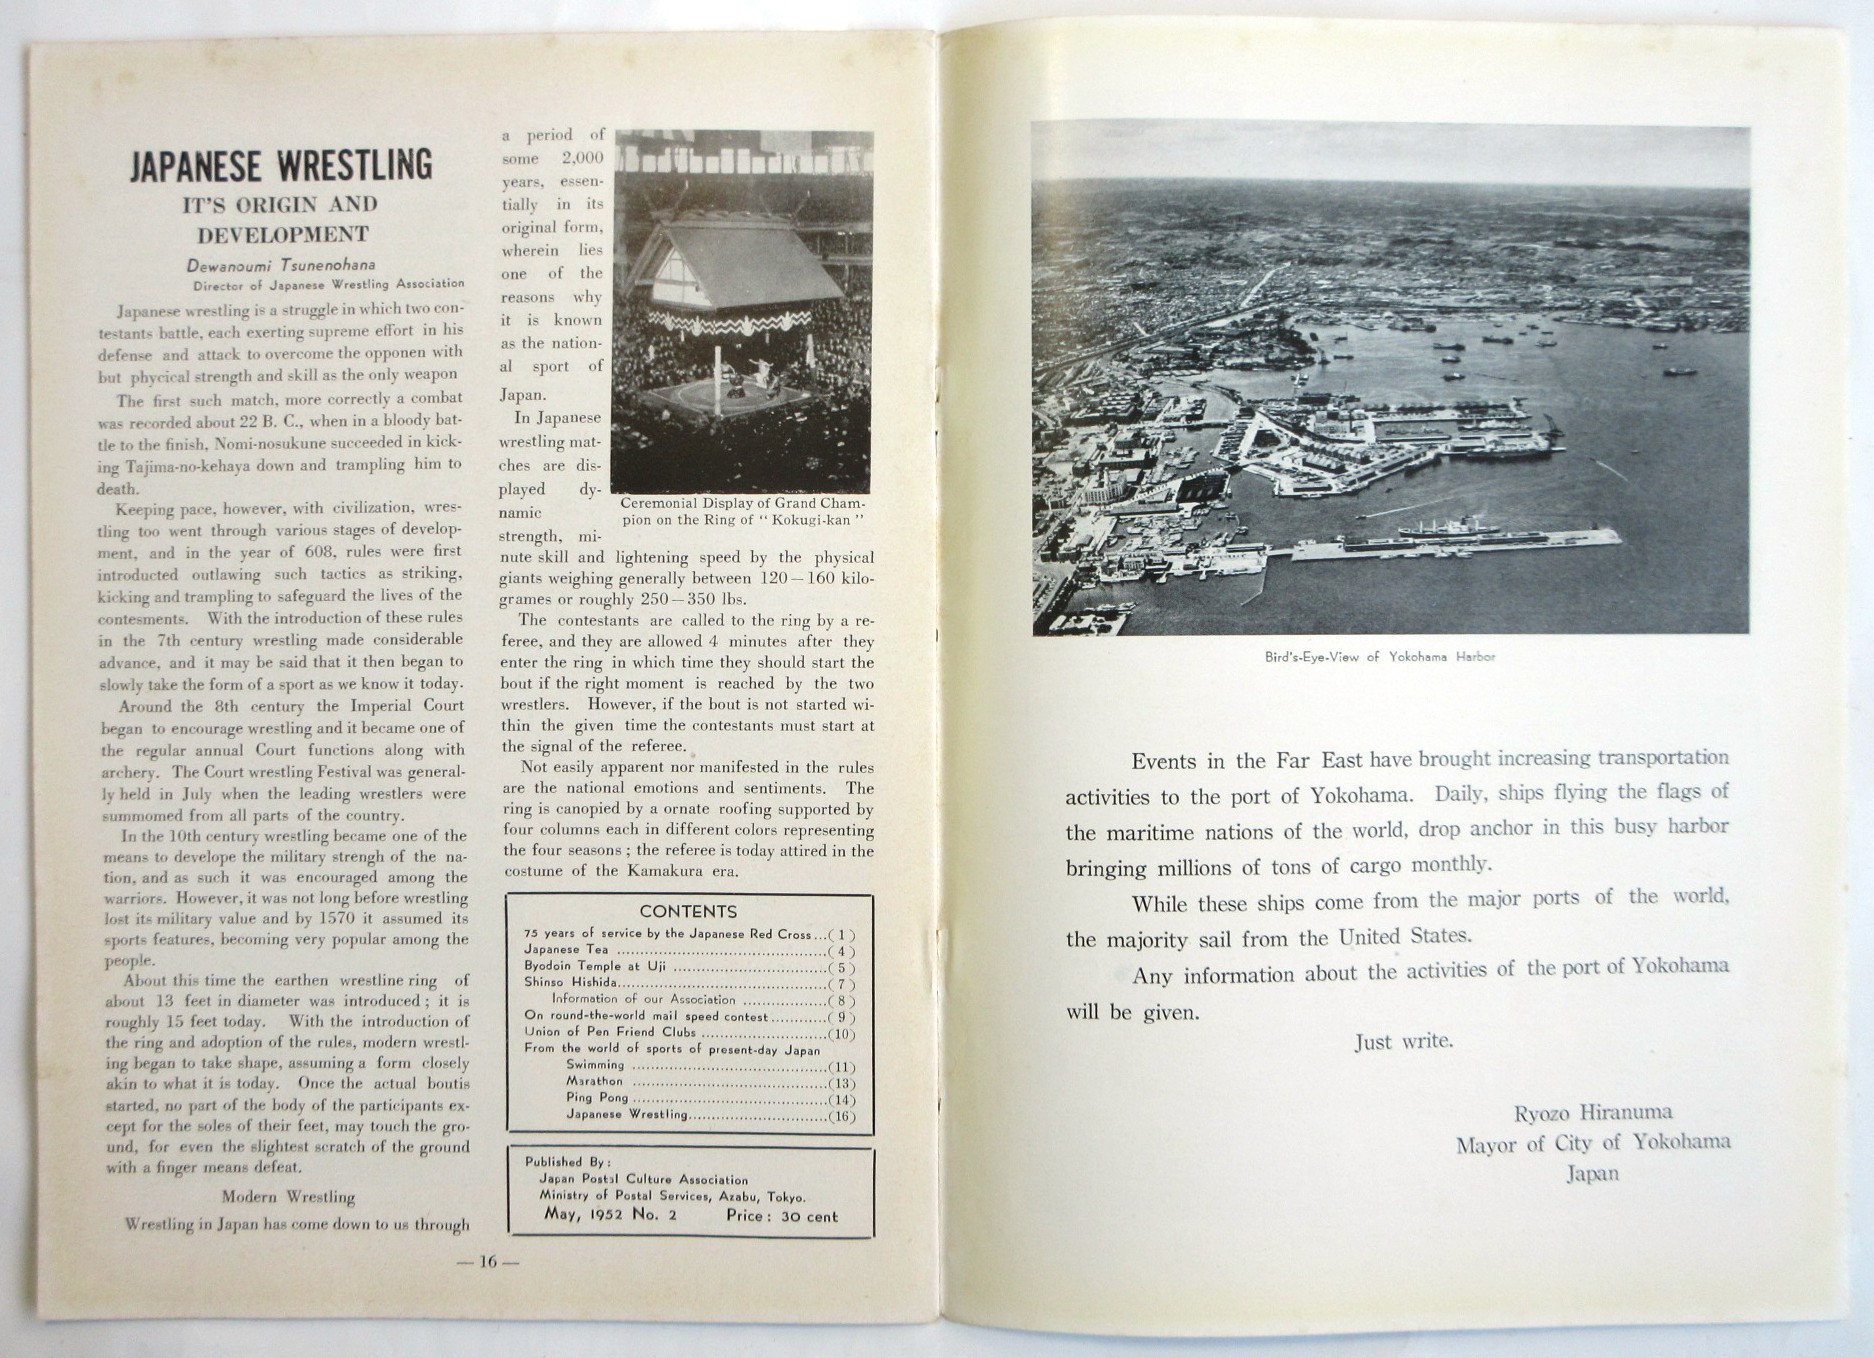 JAPANESE WRESTLING
IT'S ORIGIN AND
DEVELOPMENT
Dewanoumi Tsunenohana
Director of Japanese Wrestling Association
Japanese wrestling is a struggle in which two con-
testants battle, each exerting supreme effort in his
defense and attack to overcome the opponen with
but phycical strength and skill as the only weapon
The first such match, more correctly a combat
was recorded about 22 B. C., when in a bloody bat-
tle to the finish, Nomi-nosukune succeeded in kick-
ing Tajima-no-kehaya down and trampling him to
death.
Keeping pace, however, with civilization, wres-
tling too went through various stages of develop-
ment, and in the year of 608, rules were first
introducted outlawing such tactics as striking,
kicking and trampling to safeguard the lives of the
contesments. With the introduction of these rules
in the 7th century wrestling made considerable
advance, and it may be said that it then began to
slowly take the form of a sport as we know it today.
Around the 8th century the Imperial Court
began to encourage wrestling and it became one of
the regular annual Court functions along with
archery. The Court wrestling Festival was general-
ly held in July when the leading wrestlers were
summomed from all parts of the country.
In the 10th century wrestling became one of the
means to develope the military strengh of the na-
tion, and as such it was encouraged among the
warriors. However, it was not long before wrestling
lost its military value and by 1570 it assumed its
sports features, becoming very popular among the
people.
About this time the earthen wrestline ring of
about 13 feet in diameter was introduced ; it is
roughly 15 feet today. With the introduction of
the ring and adoption of the rules, modern wrestl-
ing began to take shape, assuming a form closely
akin to what it is today. Once the actual boutis
started, no part of the body of the participants ex-
cept for the soles of their feet, may touch the gro-
und, for even the slightest scratch of the ground
with a finger means defeat.
Modern Wrestling
Wrestling in Japan has come down to us through
a period of
some 2,000
years, essen-
tially in its
original form,
wherein lies
one of the
reasons why
it is known
as the nation-
al sport of
Japan.
In Japanese
wrestling mat-
ches are dis-
played dy-
namic
strength, mi-
nute skill and lightening speed by the physical
giants weighing generally between 120—160 kilo-
grames or roughly 250—350 lbs.
The contestants are called to the ring by a re-
feree, and they are allowed 4 minutes after they
enter the ring in which time they should start the
bout if the right moment is reached by the two
wrestlers. However, if the bout is not started wi-
thin the given time the contestants must start at
the signal of the referee.
Not easily apparent nor manifested in the rules
are the national emotions and sentiments. The
ring is canopied by a ornate roofing supported by
four columns each in different colors representing
the four seasons ; the referee is today attired in the
costume of the Kamakura era.
Ceremonial Display of Grand Cham-
pion on the Ring of " Kokugi-kan "
CONTENTS
75 years of service by the Japanese Red Cross...( 1 )
Japanese Tea ...( 4 )
Byodoin Temple at Uji ...( 5 )
Shinso Hishida...( 7 )
Information of our Association ...( 8 )
On round-the-world mail speed contest...( 9 )
Union of Pen Friend Clubs ...(10)
From the world of sports of present-day Japan
Swimming ...(11)
Marathon ...(13)
Ping Pong ...(14)
Japanese Wrestling...(16)
Published By :
Japan Postal Culture Association
Ministry of Postal Services, Azabu, Tokyo.
May, 1952 No. 2 Price : 30 cent
— 16 —
Bird's-Eye-View of Yokohama Harbor
Events in the Far East have brought increasing transportation
activities to the port of Yokohama. Daily, ships flying the flags of
the maritime nations of the world, drop anchor in this busy harbor
bringing millions of tons of cargo monthly.
While these ships come from the major ports of the world,
the majority sail from the United States.
Any information about the activities of the port of Yokohama
will be given.
Just write.
Ryozo Hiranuma
Mayor of City of Yokohama
Japan